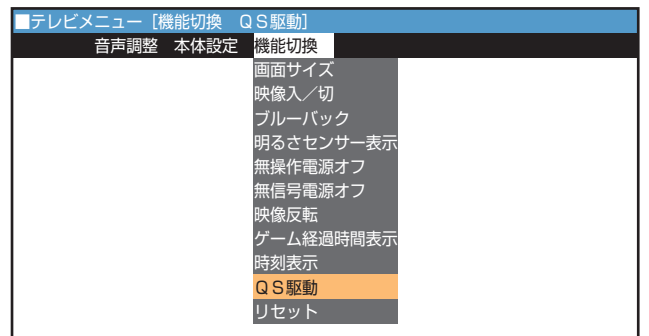 ■テレビメニュー［機能切換　ＱＳ駆動］
音声調整　本体設定　機能切換
画面サイズ
映像入／切
ブルーバック
明るさセンサー表示
無操作電源オフ
無信号電源オフ
映像反転
ゲーム経過時間表示
時刻表示
ＱＳ駆動
リセット